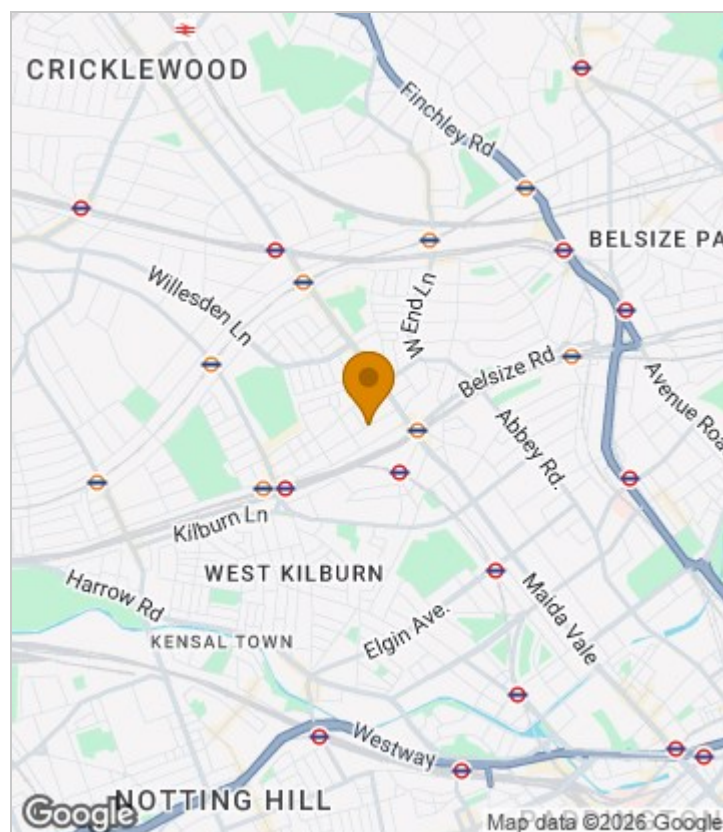 CRICKLEWOOD
Finchley Rd
BELSIZE PA
Willesden Ln
W End Ln
Belsize Rd
Avenue Roa
Abbey Rd.
Kilburn Ln
WEST KILBURN
Harrow Rd
Maida Vale
KENSAL TOWN
Elgin Ave.
Westway
NOTTING HILL
PADDINGTON
Google
Map data ©2026 Google